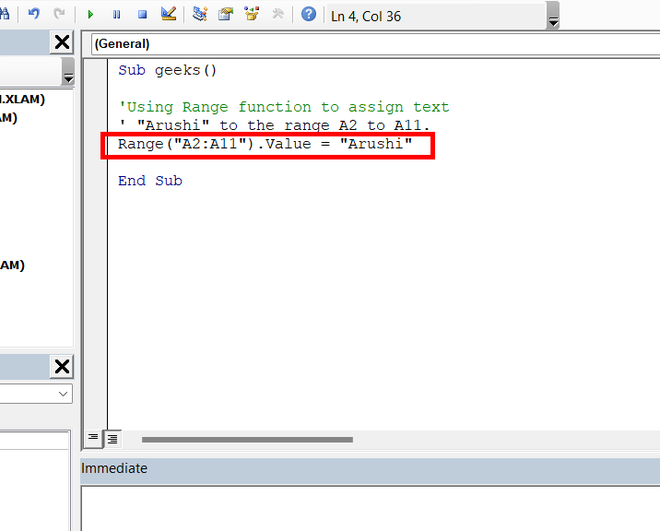 Ln 4, Col 36
(General)
Sub geeks()
'Using Range function to assign text
' "Arushi" to the range A2 to A11.
Range("A2:A11").Value = "Arushi"
End Sub
.XLAM)
AM)
AM)
Immediate